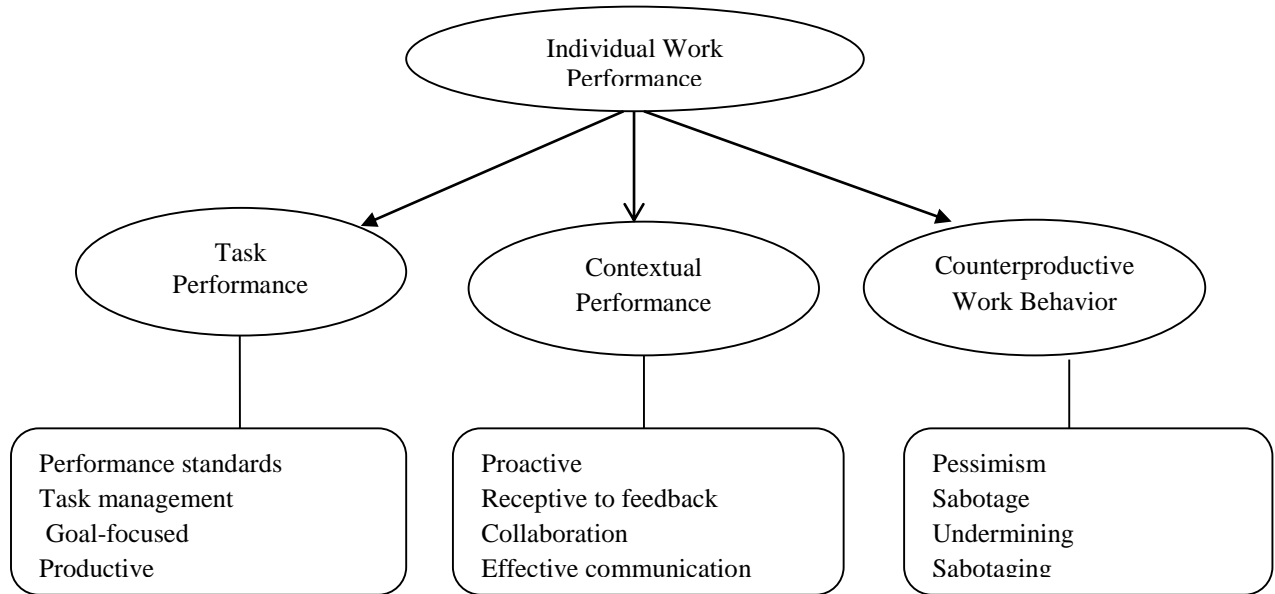 Individual Work
Performance
Task
Performance
Contextual
Performance
Counterproductive
Work Behavior
Performance standards
Task management
Goal-focused
Productive
Proactive
Receptive to feedback
Collaboration
Effective communication
Pessimism
Sabotage
Undermining
Sabotaging